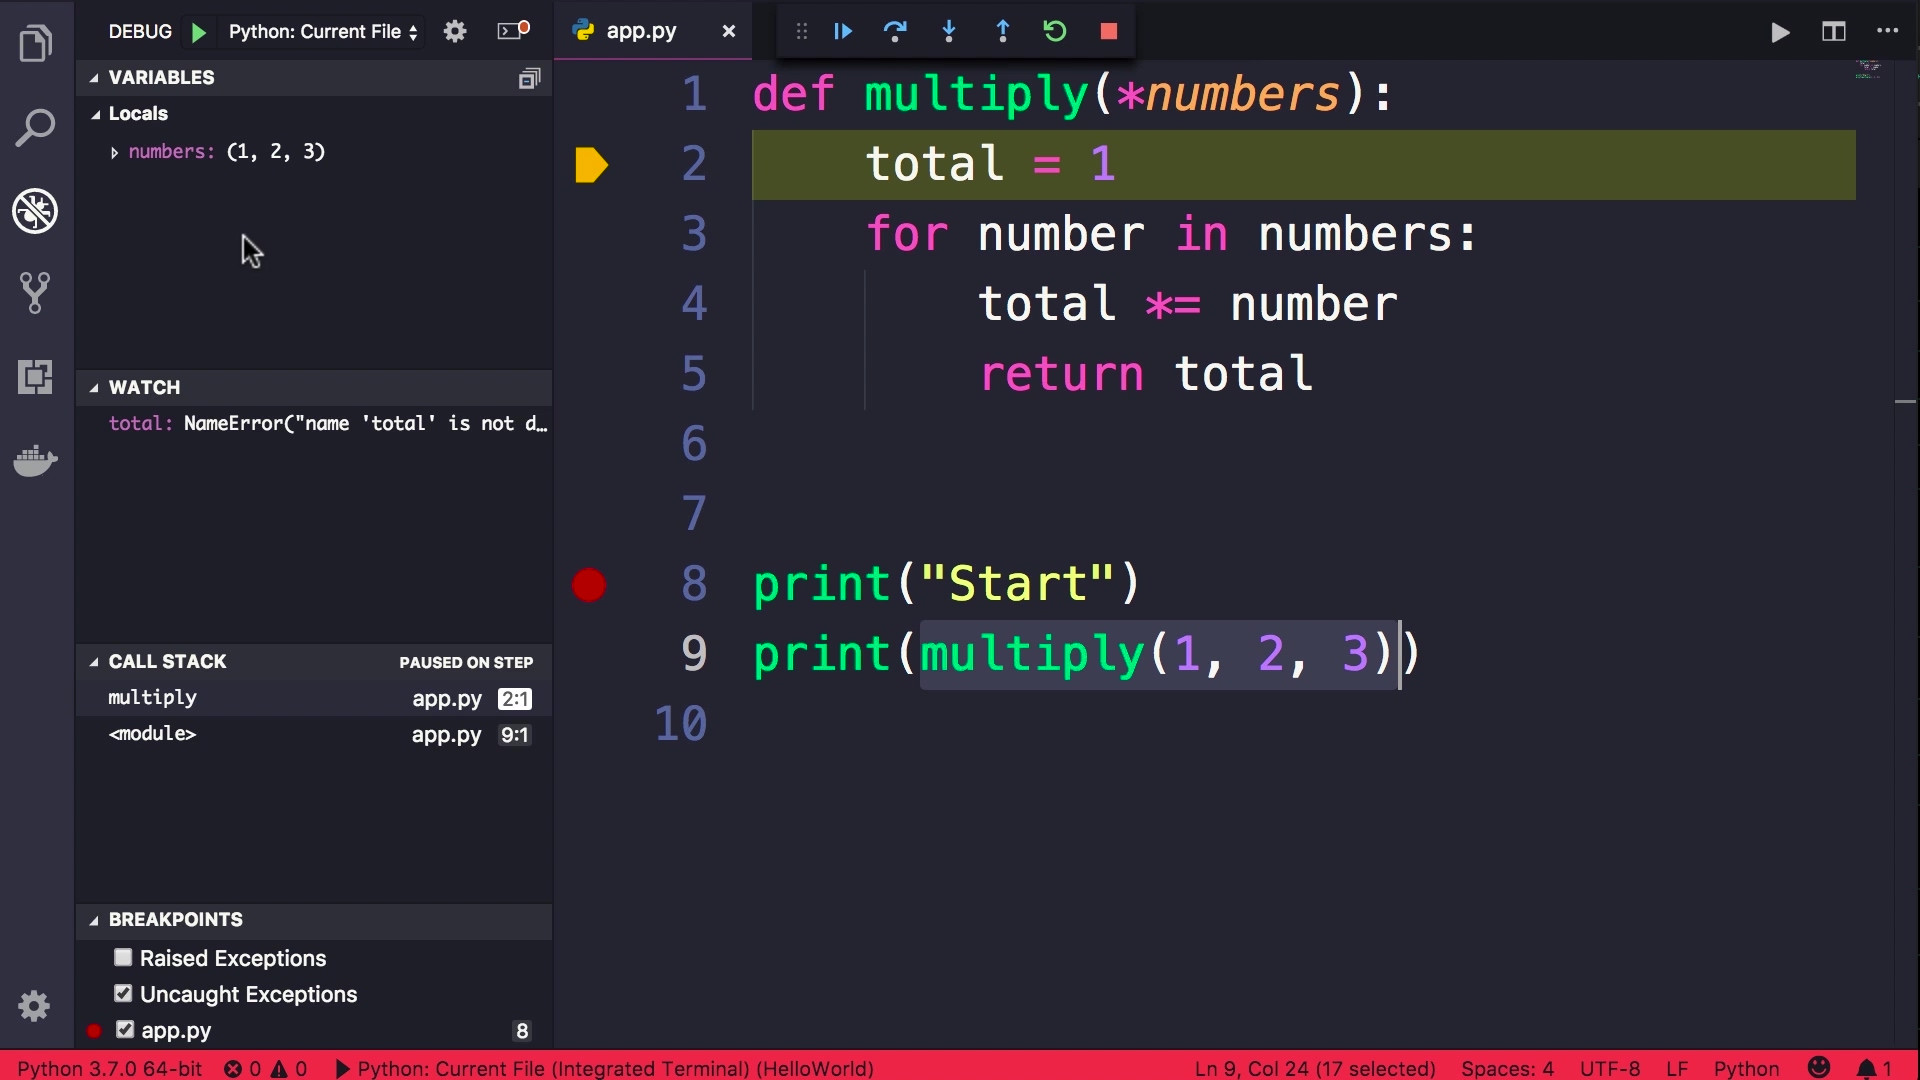 DEBUG Python: Current File
VARIABLES
Locals
numbers: (1, 2, 3)
WATCH
total: NameError("name 'total' is not d…
CALL STACK PAUSED ON STEP
multiply app.py 2:1
<module> app.py 9:1
BREAKPOINTS
Raised Exceptions
Uncaught Exceptions
app.py 8
app.py ×
1 def multiply(*numbers):
2 total = 1
3 for number in numbers:
4 total *= number
5 return total
6
7
8 print("Start")
9 print(multiply(1, 2, 3))
10
Python 3.7.0 64-bit 0 0 Python: Current File (Integrated Terminal) (HelloWorld) Ln 9, Col 24 (17 selected) Spaces: 4 UTF-8 LF Python 1